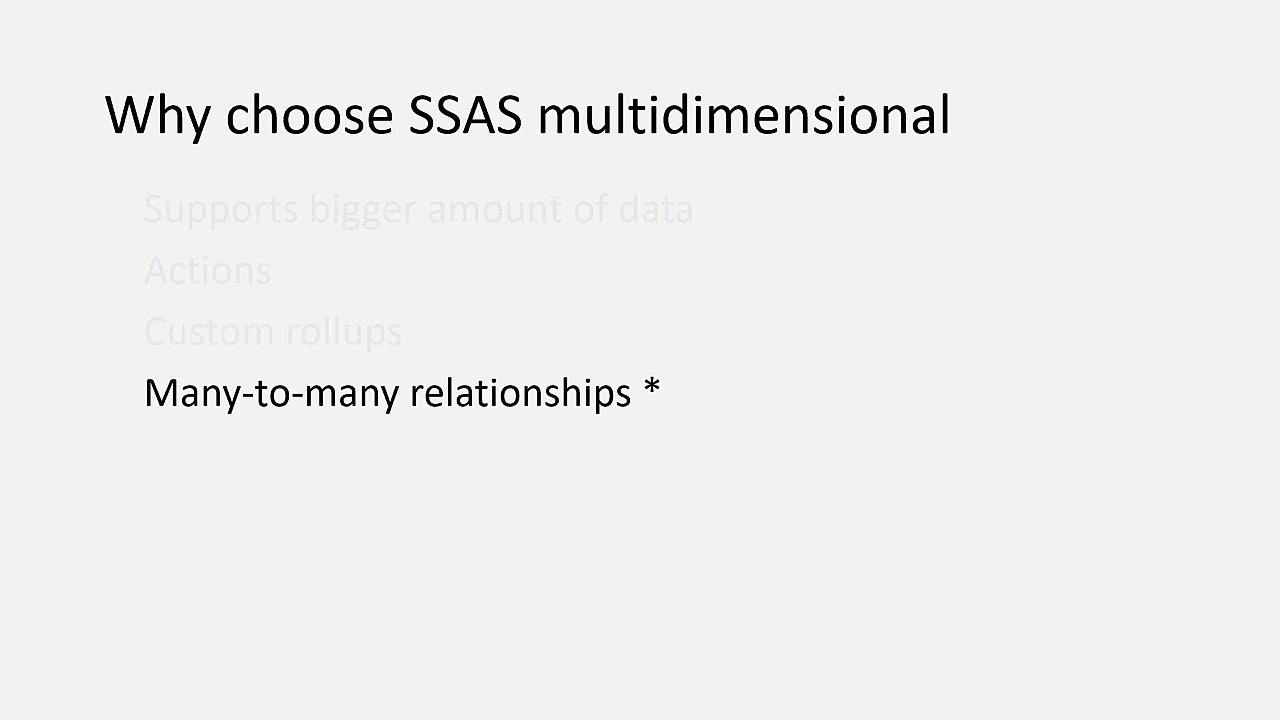 Why choose SSAS multidimensional
Supports bigger amount of data
Actions
Custom rollups
Many-to-many relationships *